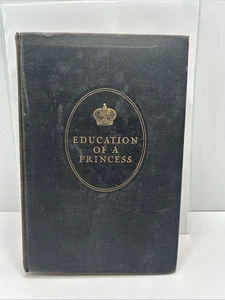 EDUCATION
OF A
PRINCESS